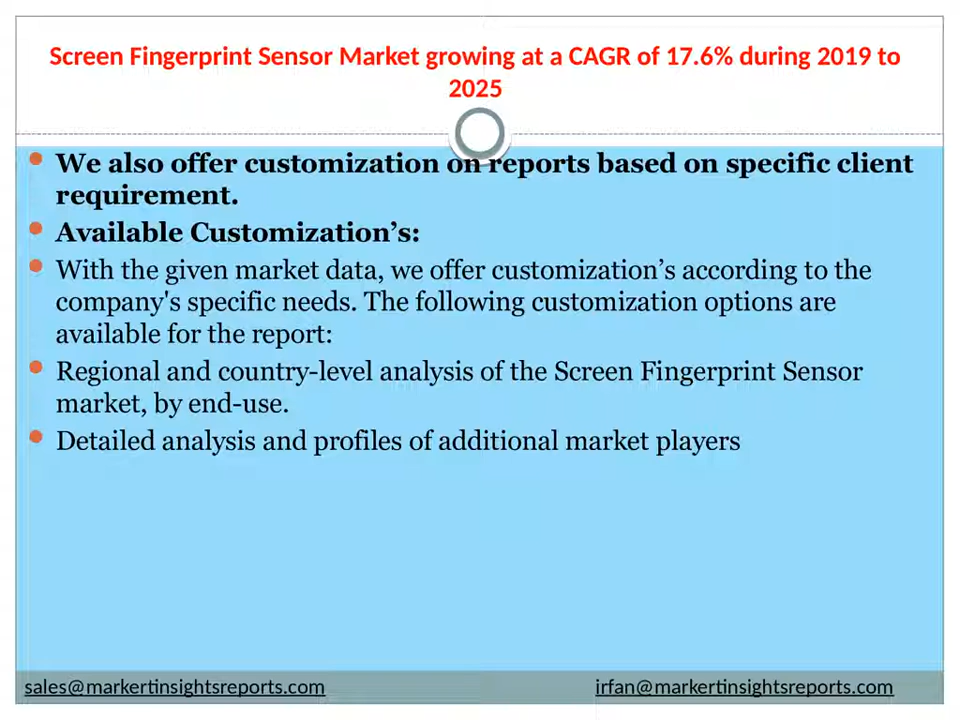 Screen Fingerprint Sensor Market growing at a CAGR of 17.6% during 2019 to
2025
We also offer customization on reports based on specific client
requirement.
Available Customization’s:
With the given market data, we offer customization’s according to the
company's specific needs. The following customization options are
available for the report:
Regional and country-level analysis of the Screen Fingerprint Sensor
market, by end-use.
Detailed analysis and profiles of additional market players
sales@markertinsightsreports.com
irfan@markertinsightsreports.com